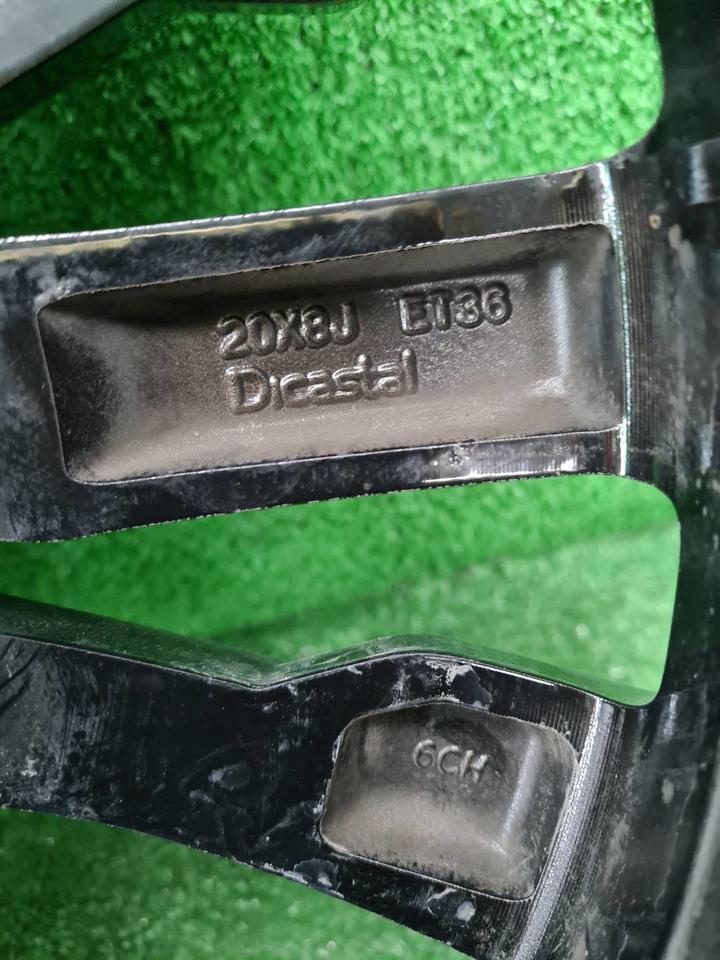 20X8J ET36
Dicastal
6CH